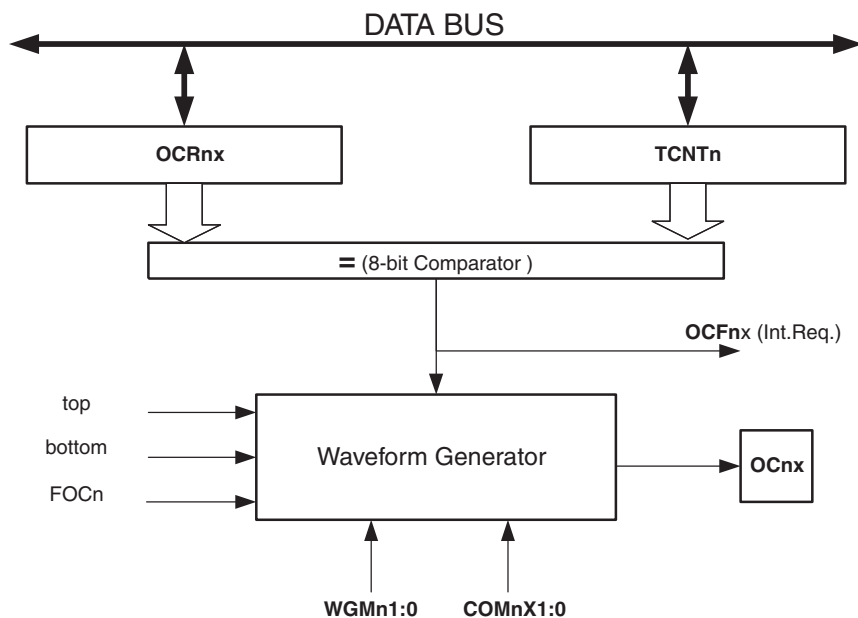 DATA BUS
OCRnx
TCNTn
= (8-bit Comparator )
OCFnx (Int.Req.)
top
bottom
FOCn
Waveform Generator
OCnx
WGMn1:0
COMnX1:0